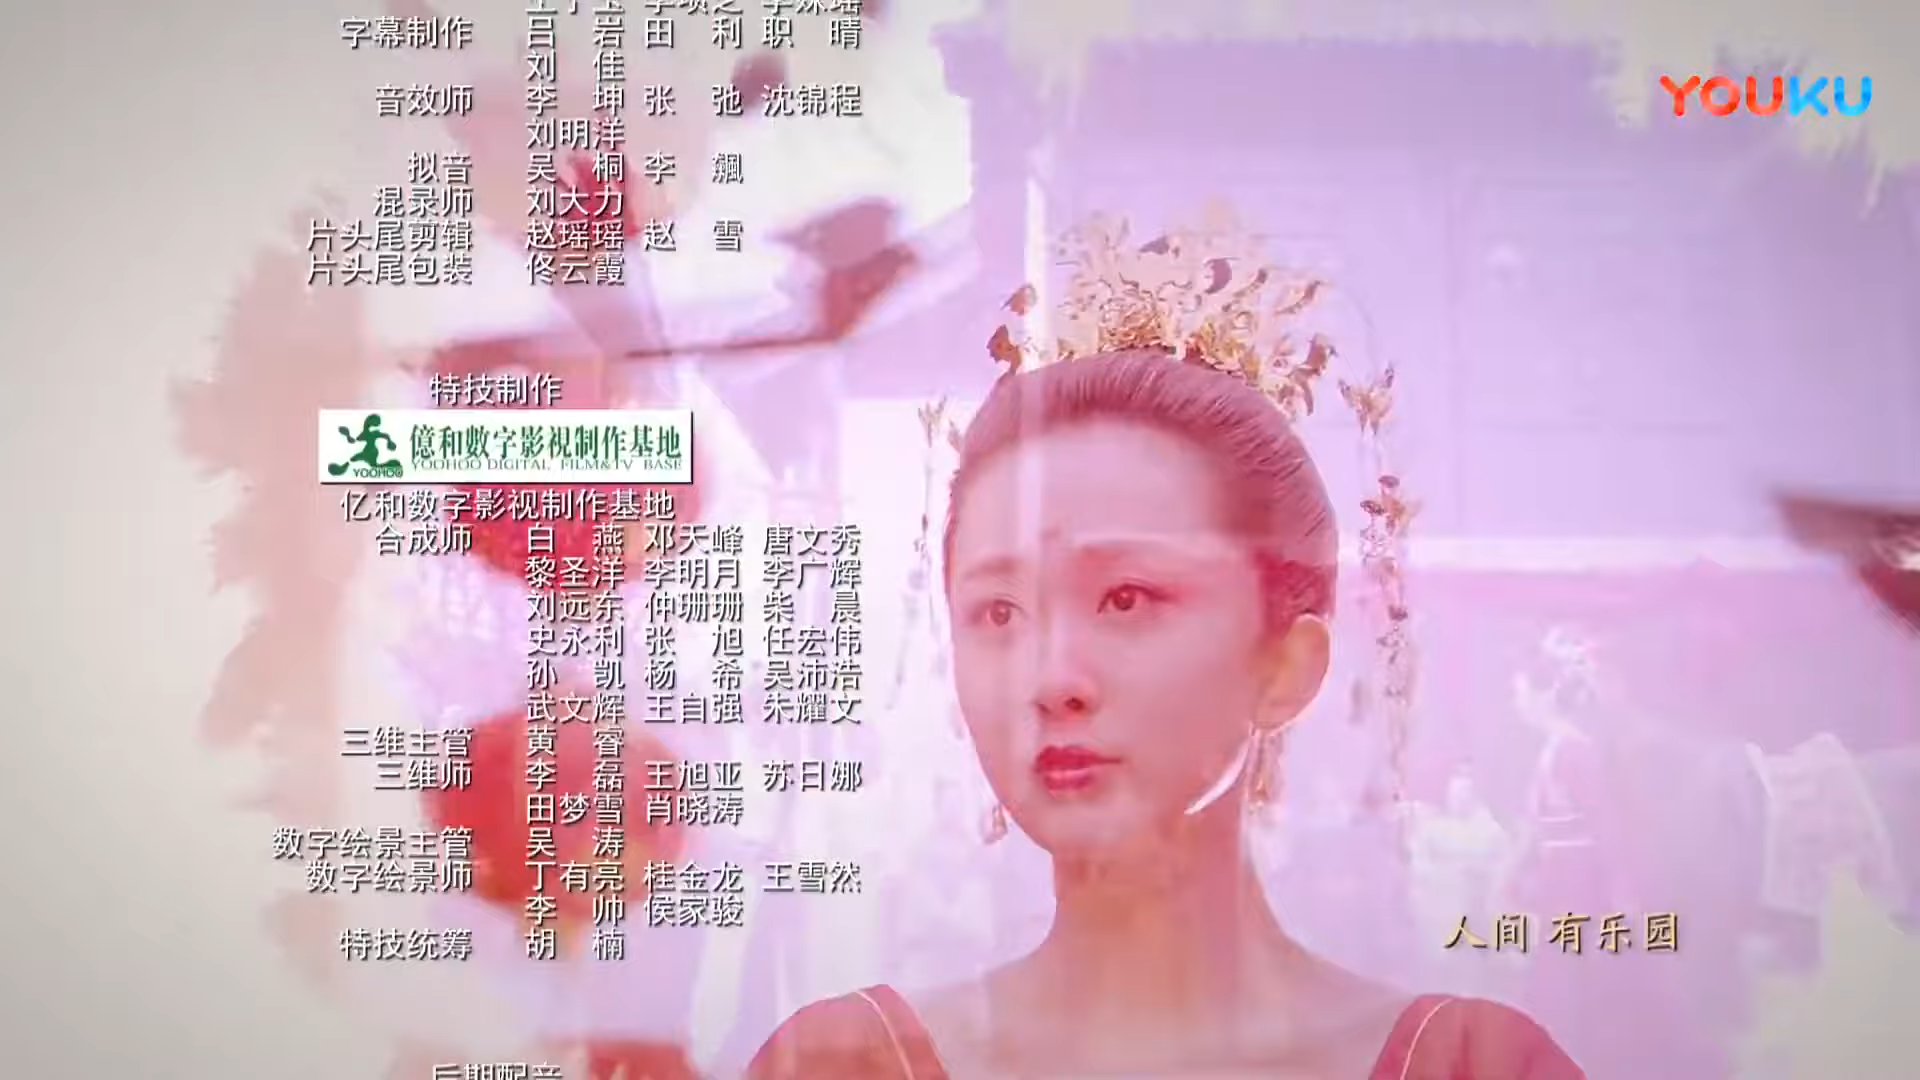 字幕制作 吕 岩 田 利 职 晴
刘 佳
音效师 李 坤 张 弛 沈锦程
刘明洋
拟音 吴 桐 李 飆
混录师 刘大力
片头尾剪辑 赵瑶瑶 赵 雪
片头尾包装 佟云霞
YOUKU
特技制作
億和數字影視制作基地
YOOHOO YOOHOO DIGITAL FILM&TV BASE
亿和数字影视制作基地
合成师 白 燕 邓天峰 唐文秀
黎圣洋 李明月 李广辉
刘远东 仲珊珊 柴 晨
史永利 张 旭 任宏伟
孙 凯 杨 希 吴沛浩
武文辉 王自强 朱耀文
三维主管 黄 睿
三维师 李 磊 王旭亚 苏日娜
田梦雪 肖晓涛
数字绘景主管 吴 涛
数字绘景师 丁有亮 桂金龙 王雪然
李 帅 侯家骏
特技统筹 胡 楠
人间 有乐园
后期配音